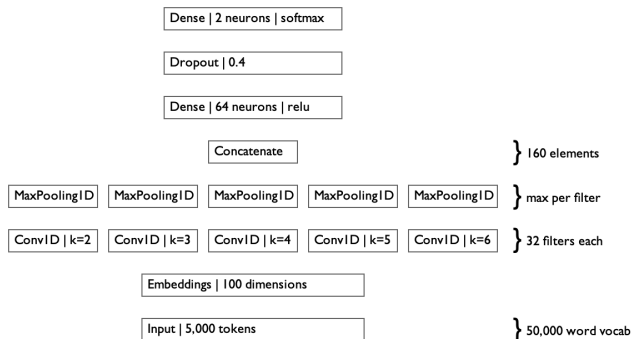 Dense | 2 neurons | softmax
Dropout | 0.4
Dense | 64 neurons | relu
Concatenate } 160 elements
MaxPooling1D MaxPooling1D MaxPooling1D MaxPooling1D MaxPooling1D } max per filter
Conv1D | k=2 Conv1D | k=3 Conv1D | k=4 Conv1D | k=5 Conv1D | k=6 } 32 filters each
Embeddings | 100 dimensions
Input | 5,000 tokens } 50,000 word vocab